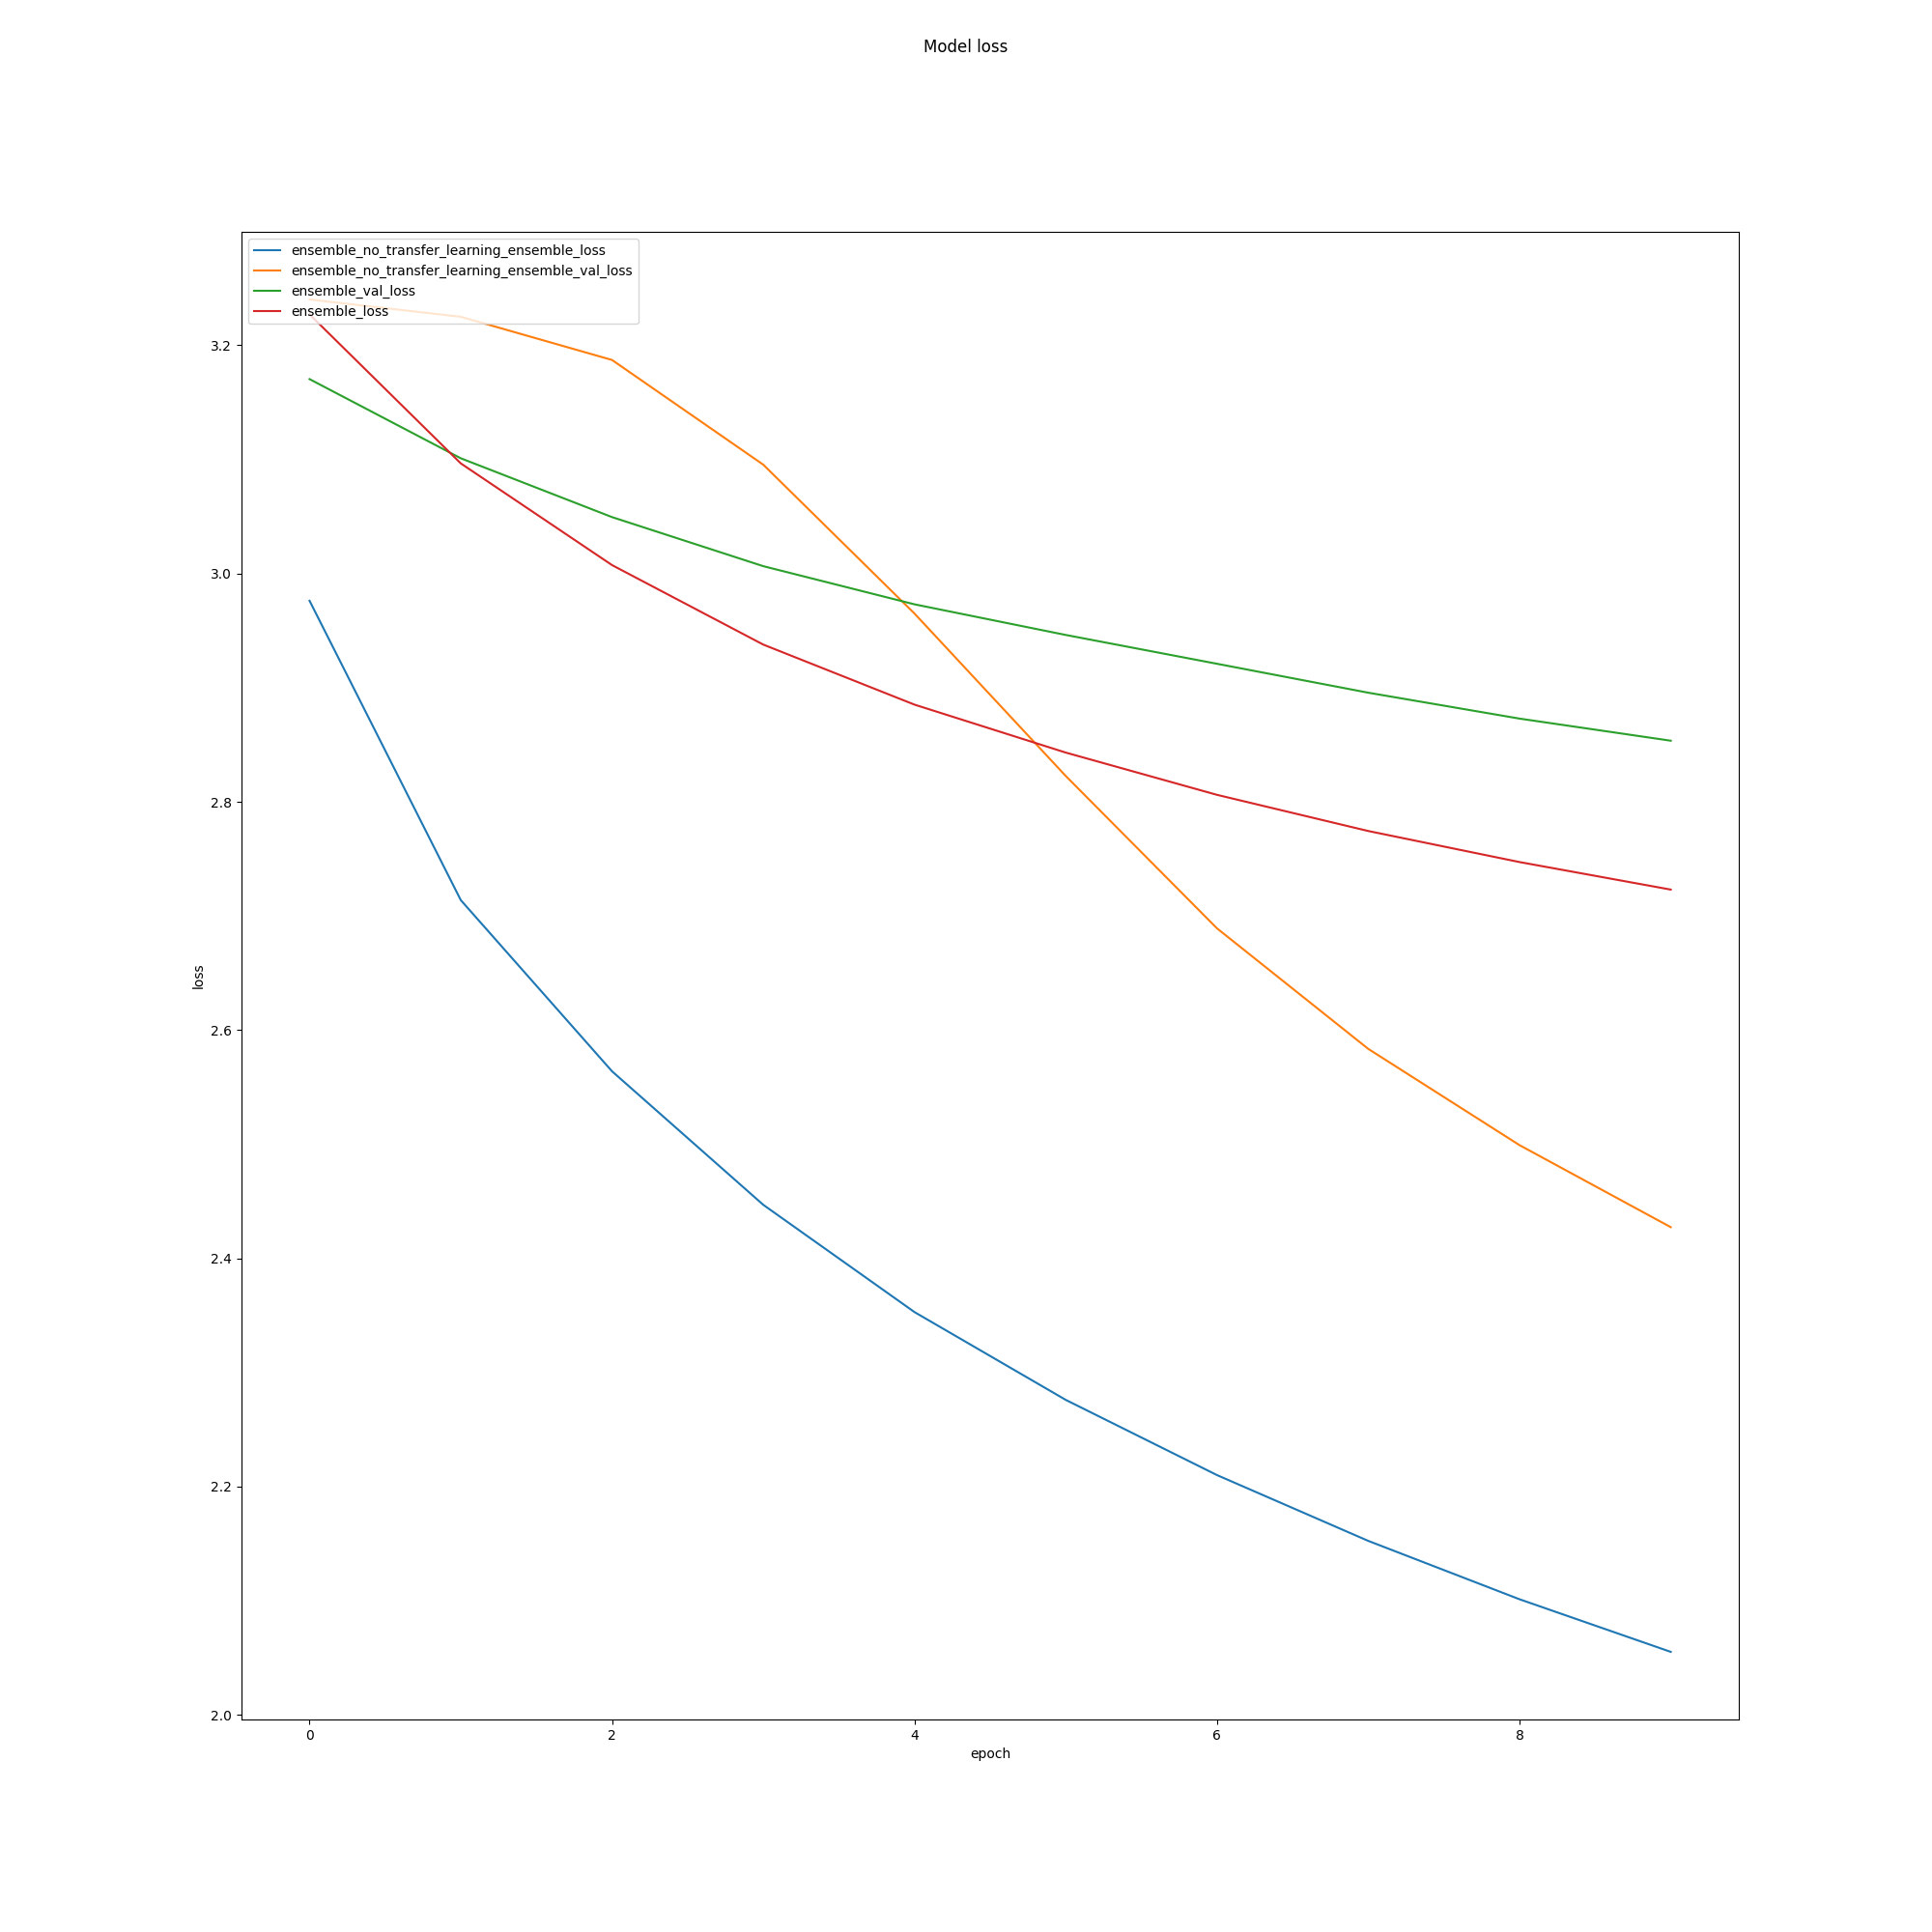 Model loss
ensemble_no_transfer_learning_ensemble_loss
ensemble_no_transfer_learning_ensemble_val_loss
ensemble_val_loss
ensemble_loss
3.2
3.0
2.8
2.6
2.4
2.2
2.0
loss
0 2 4 6 8
epoch